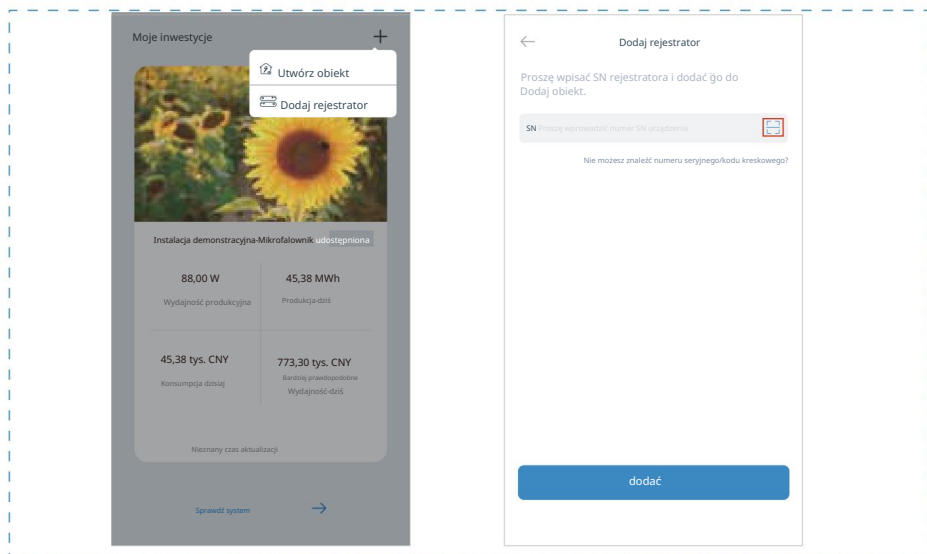 Moje inwestycje
Utwórz obiekt
Dodaj rejestrator
Instalacja demonstracyjna-Mikrofalownik udostępniona
88,00 W
45,38 MWh
Wydajność produkcyjna
Produkcja-dziś
45,38 tys. CNY
773,30 tys. CNY
Konsumpcja dzisiaj
Bardziej prawdopodobne
Wydajność-dziś
Nieznany czas aktualizacji
Sprawdź system
Dodaj rejestrator
Proszę wpisać SN rejestratora i dodać go do
Dodaj obiekt.
SN Proszę wprowadzić numer SN urządzenia
Nie możesz znaleźć numeru seryjnego/kodu kreskowego?
dodać